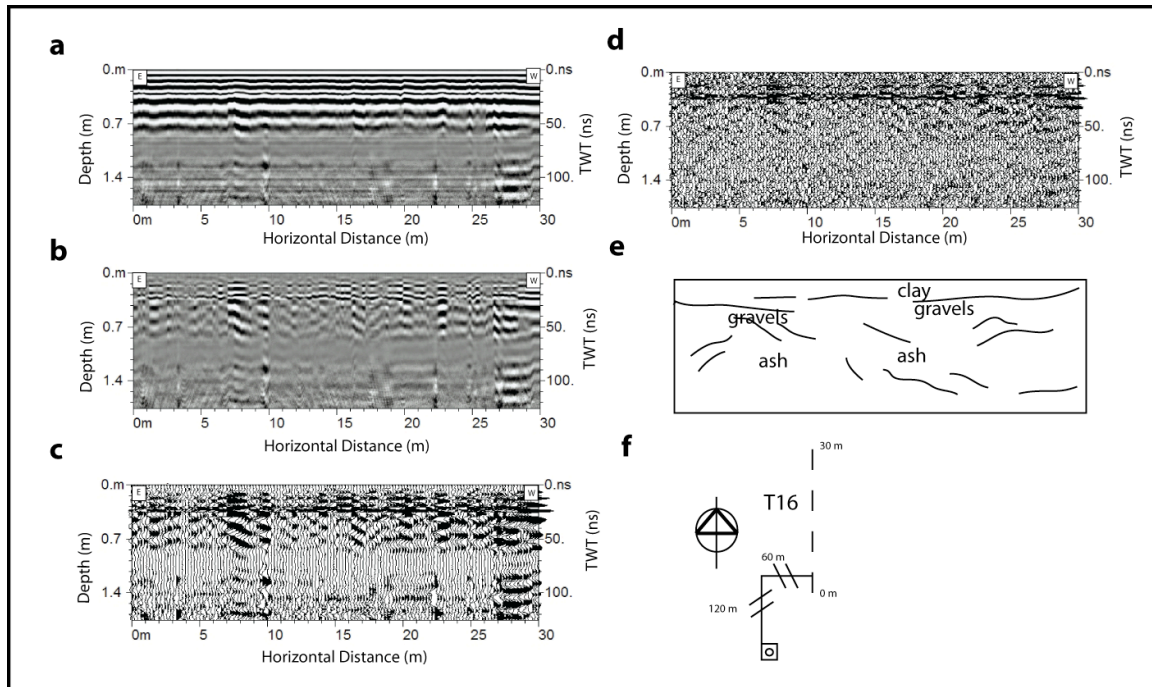 a
0.m
0.7
1.4
Depth (m)
E
W
0.ns
50.
100.
TWT (ns)
0m 5 10 15 20 25 30
Horizontal Distance (m)
b
0.m
0.7
1.4
Depth (m)
E
W
0.ns
50.
100.
TWT (ns)
0m 5 10 15 20 25 30
Horizontal Distance (m)
c
0.m
0.7
1.4
Depth (m)
E
W
0.ns
50.
100.
TWT (ns)
0m 5 10 15 20 25 30
Horizontal Distance (m)
d
0.m
0.7
1.4
Depth (m)
E
W
0.ns
50.
100.
TWT (ns)
0m 5 10 15 20 25 30
Horizontal Distance (m)
e
clay
gravels gravels
ash ash
f
30 m
T16
60 m
0 m
120 m